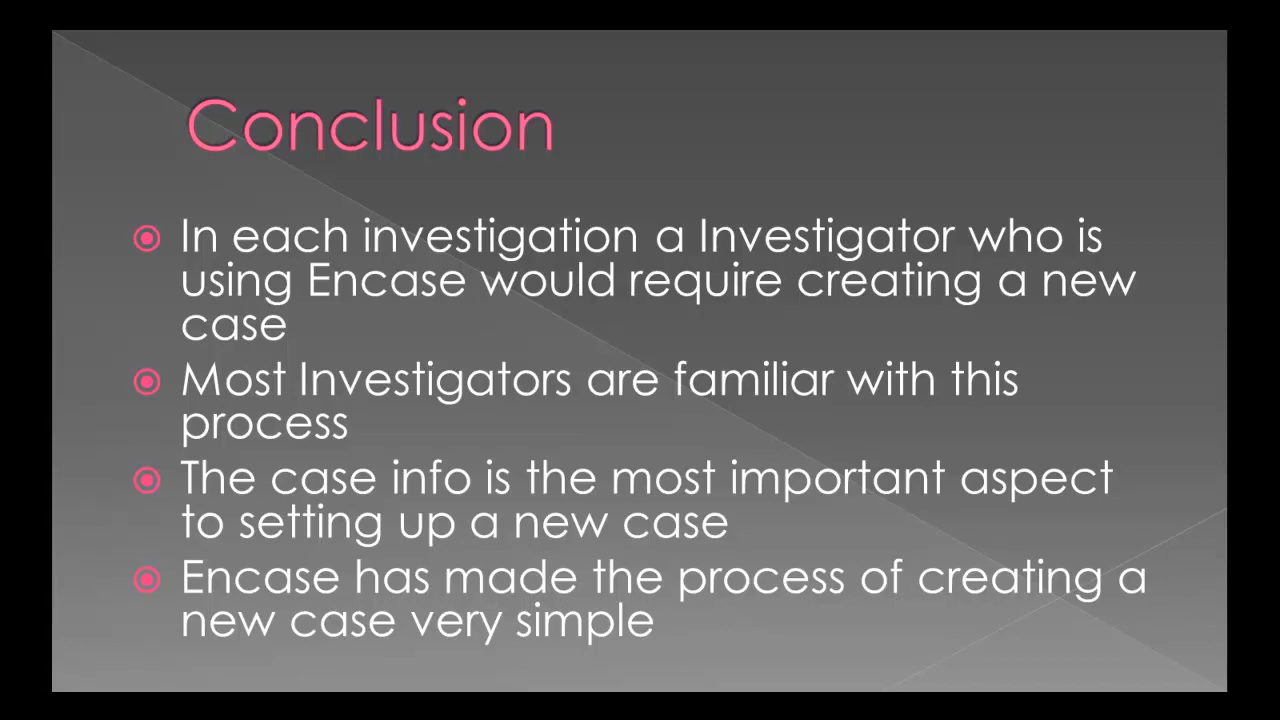 Conclusion
In each investigation a Investigator who is
using Encase would require creating a new
case
Most Investigators are familiar with this
process
The case info is the most important aspect
to setting up a new case
Encase has made the process of creating a
new case very simple